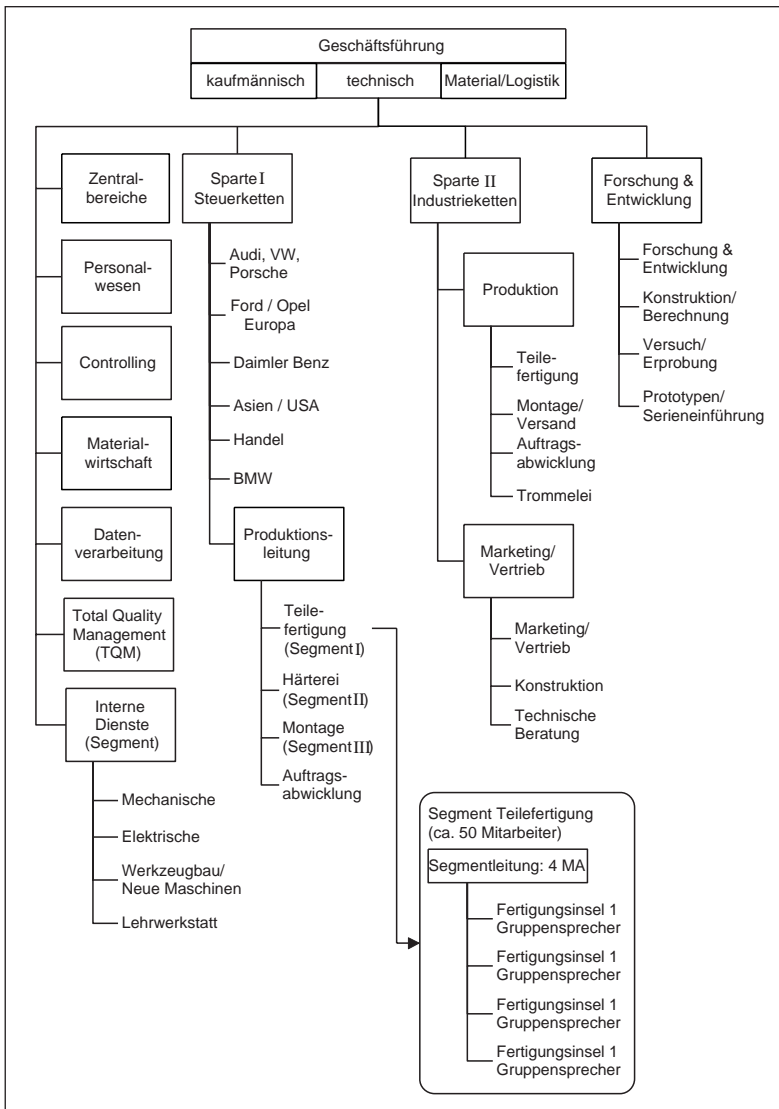 Geschäftsführung
kaufmännisch
technisch
Material/Logistik
Zentral-
bereiche
Personal-
wesen
Controlling
Material-
wirtschaft
Daten-
verarbeitung
Total Quality
Management
(TQM)
Interne
Dienste
(Segment)
Mechanische
Elektrische
Werkzeugbau/
Neue Maschinen
Lehrwerkstatt
Sparte I
Steuerketten
Audi, VW,
Porsche
Ford / Opel
Europa
Daimler Benz
Asien / USA
Handel
BMW
Produktions-
leitung
Teile-
fertigung
(Segment I)
Härterei
(Segment II)
Montage
(Segment III)
Auftrags-
abwicklung
Sparte II
Industrieketten
Produktion
Teile-
fertigung
Montage/
Versand
Auftrags-
abwicklung
Trommelei
Marketing/
Vertrieb
Marketing/
Vertrieb
Konstruktion
Technische
Beratung
Forschung &
Entwicklung
Forschung &
Entwicklung
Konstruktion/
Berechnung
Versuch/
Erprobung
Prototypen/
Serieneinführung
Segment Teilefertigung
(ca. 50 Mitarbeiter)
Segmentleitung: 4 MA
Fertigungsinsel 1
Gruppensprecher
Fertigungsinsel 1
Gruppensprecher
Fertigungsinsel 1
Gruppensprecher
Fertigungsinsel 1
Gruppensprecher